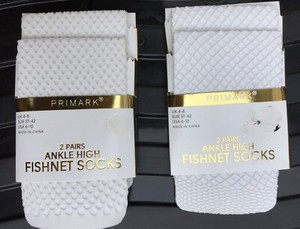 PRIMARK
UK 4-8
EUR 37-42
USA 6-10
MADE IN CHINA
2 PAIRS
ANKLE HIGH
FISHNET SOCKS
PRIMARK
UK 4-8
EUR 37-42
USA 6-10
MADE IN CHINA
2 PAIRS
ANKLE HIGH
FISHNET SOCKS